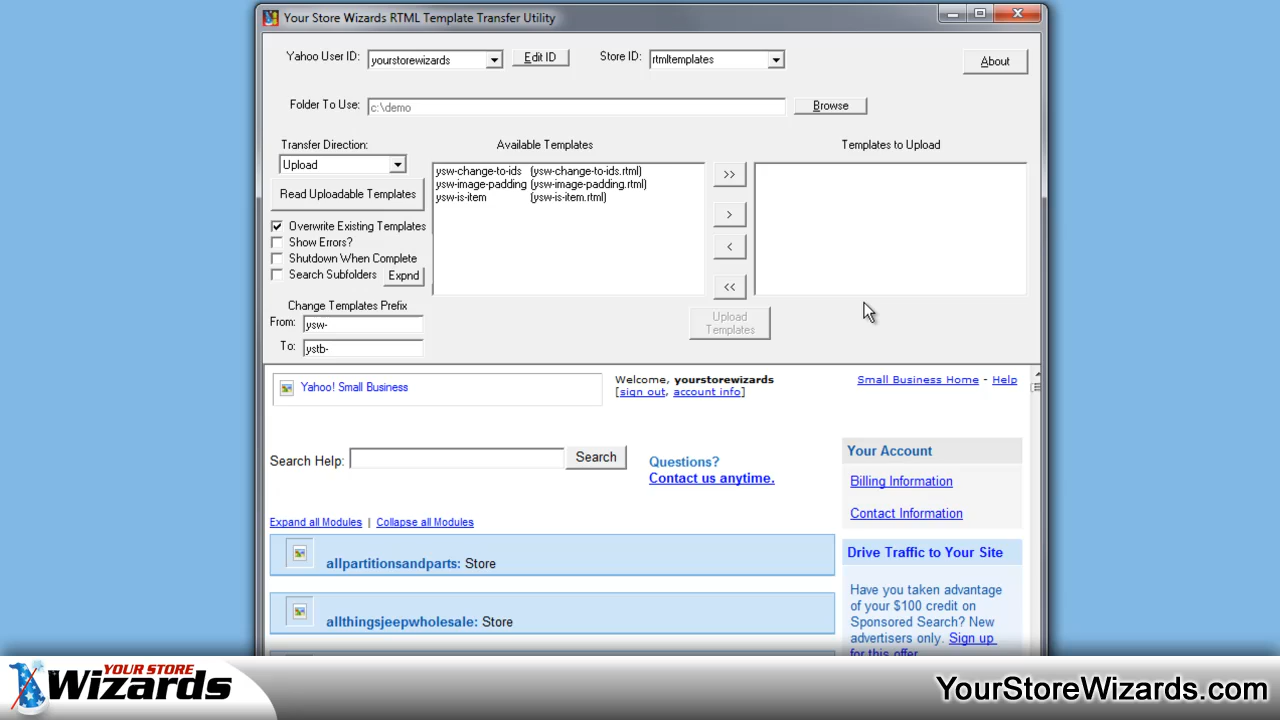 Your Store Wizards RTML Template Transfer Utility
Yahoo User ID: yourstorewizards Edit ID Store ID: rtmltemplates About
Folder To Use: c:\demo Browse
Transfer Direction: Available Templates Templates to Upload
Upload
Read Uploadable Templates
ysw-change-to-ids (ysw-change-to-ids.rtml)
ysw-image-padding (ysw-image-padding.rtml)
ysw-is-item (ysw-is-item.rtml)
>>
>
<
<<
Overwrite Existing Templates
Show Errors?
Shutdown When Complete
Search Subfolders Expnd
Change Templates Prefix
From: ysw-
To: ystb-
Upload
Templates
Yahoo! Small Business
Welcome, yourstorewizards
[sign out, account info]
Small Business Home - Help
Search Help: Search
Questions?
Contact us anytime.
Your Account
Billing Information
Contact Information
Expand all Modules | Collapse all Modules
allpartitionsandparts: Store
allthingsjeepwholesale: Store
Drive Traffic to Your Site
Have you taken advantage
of your $100 credit on
Sponsored Search? New
advertisers only. Sign up
for this offer
YOUR STORE
Wizards
YourStoreWizards.com